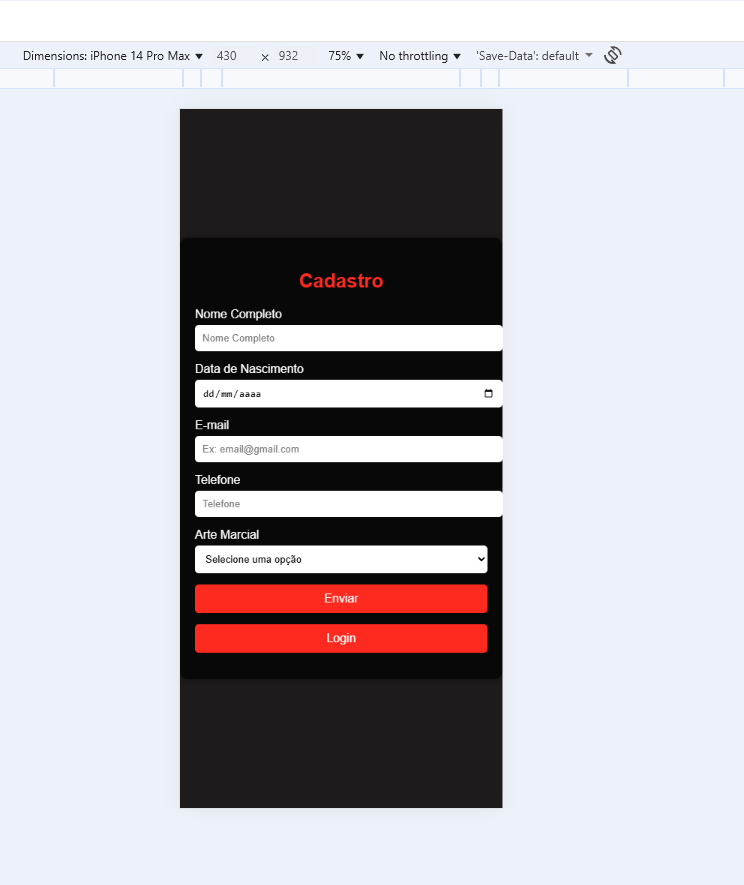 Dimensions: iPhone 14 Pro Max ▼ 430 × 932 75% ▼ No throttling ▼ 'Save-Data': default ▼
Cadastro
Nome Completo
Nome Completo
Data de Nascimento
dd/mm/aaaa
E-mail
Ex: email@gmail.com
Telefone
Telefone
Arte Marcial
Selecione uma opção
Enviar
Login